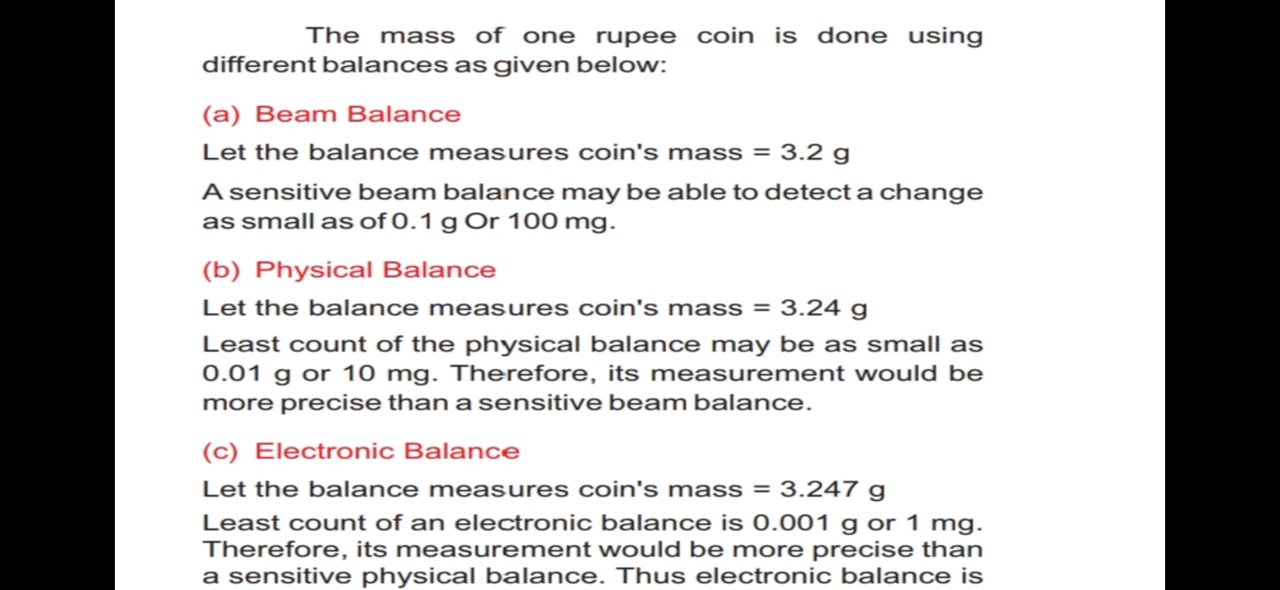 The mass of one rupee coin is done using
different balances as given below:
(a) Beam Balance
Let the balance measures coin's mass = 3.2 g
A sensitive beam balance may be able to detect a change
as small as of 0.1 g Or 100 mg.
(b) Physical Balance
Let the balance measures coin's mass = 3.24 g
Least count of the physical balance may be as small as
0.01 g or 10 mg. Therefore, its measurement would be
more precise than a sensitive beam balance.
(c) Electronic Balance
Let the balance measures coin's mass = 3.247 g
Least count of an electronic balance is 0.001 g or 1 mg.
Therefore, its measurement would be more precise than
a sensitive physical balance. Thus electronic balance is